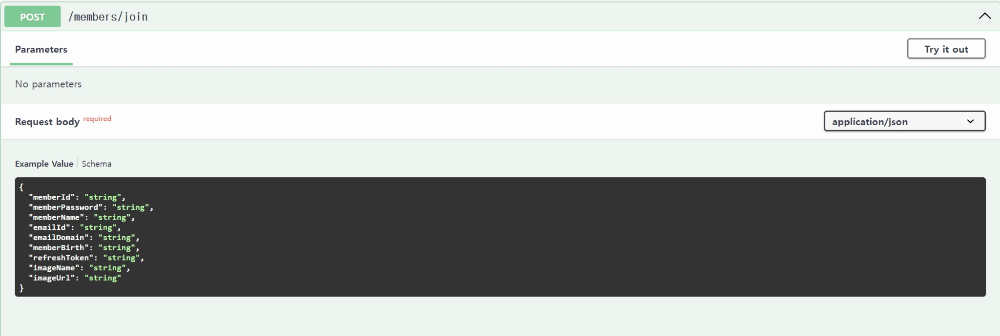 POST /members/join
Parameters
Try it out
No parameters
Request body required
application/json
Example Value | Schema
{
  "memberId": "string",
  "memberPassword": "string",
  "memberName": "string",
  "emailId": "string",
  "emailDomain": "string",
  "memberBirth": "string",
  "refreshToken": "string",
  "imageName": "string",
  "imageUrl": "string"
}